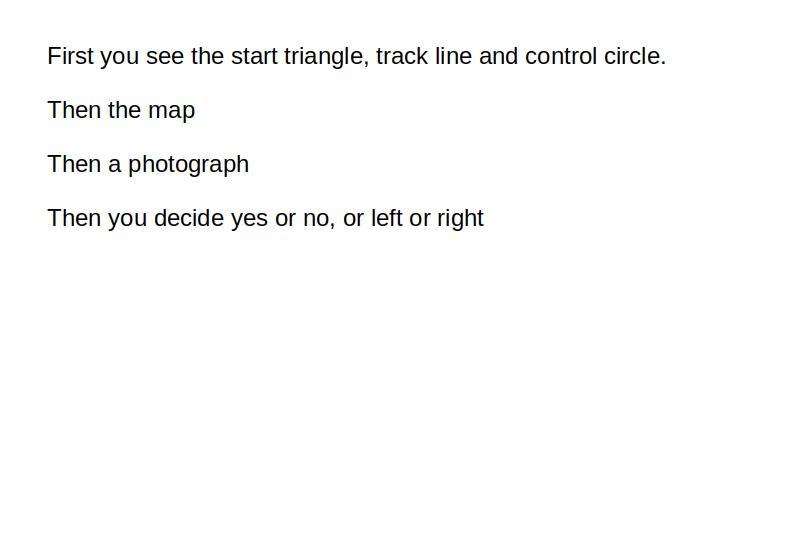 First you see the start triangle, track line and control circle.
Then the map
Then a photograph
Then you decide yes or no, or left or right